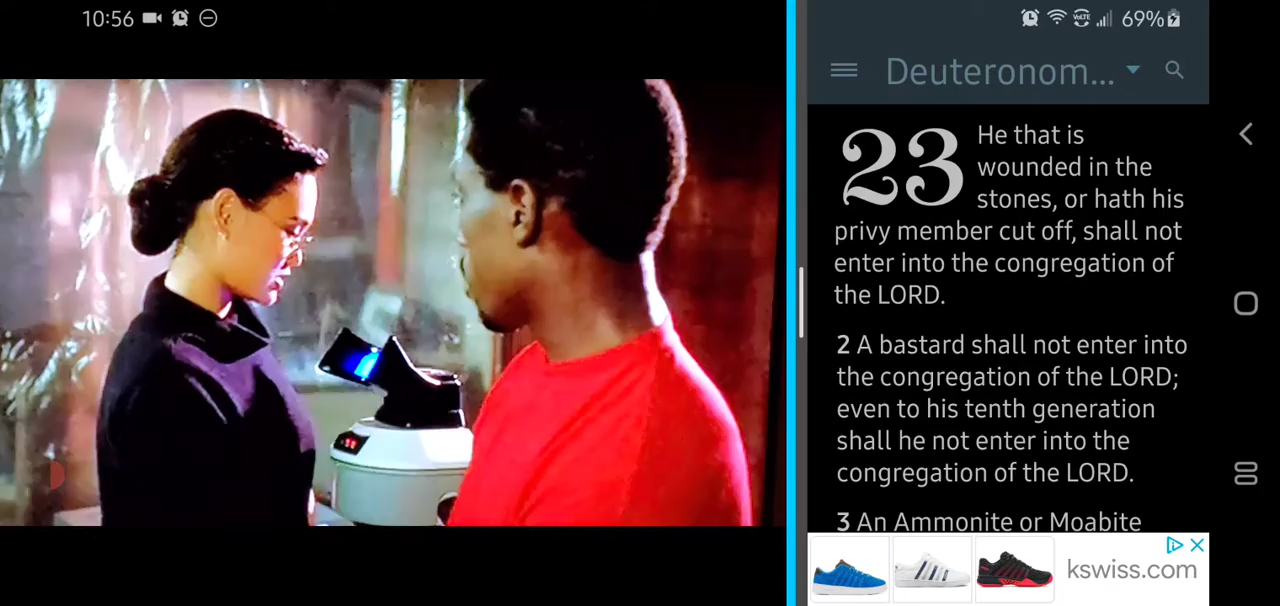 10:56
69%
Deuteronom...
23 He that is
wounded in the
stones, or hath his
privy member cut off, shall not
enter into the congregation of
the LORD.
2 A bastard shall not enter into
the congregation of the LORD;
even to his tenth generation
shall he not enter into the
congregation of the LORD.
3 An Ammonite or Moabite
kswiss.com